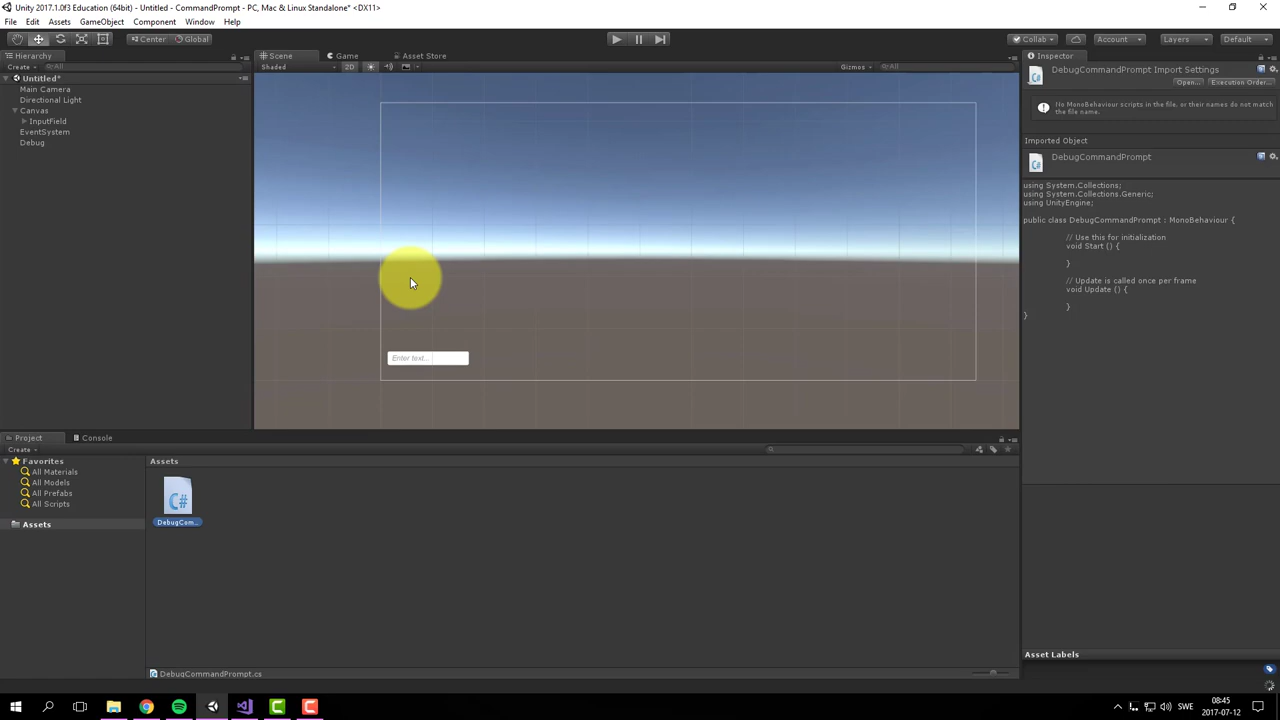 Unity 2017.1.0f3 Education (64bit) - Untitled - CommandPrompt - PC, Mac & Linux Standalone* <DX11>
File Edit Assets GameObject Component Window Help
Center Global Collab Account Layers Default
Hierarchy Scene Game Asset Store Inspector
Create All Shaded 2D Gizmos All
Untitled*
Main Camera
Directional Light
Canvas
InputField
EventSystem
Debug
Enter text...
DebugCommandPrompt Import Settings
Open... Execution Order...
No MonoBehaviour scripts in the file, or their names do not match
the file name.
Imported Object
DebugCommandPrompt
using System.Collections;
using System.Collections.Generic;
using UnityEngine;
public class DebugCommandPrompt : MonoBehaviour {
// Use this for initialization
void Start () {
}
// Update is called once per frame
void Update () {
}
}
Project Console
Create
Favorites
All Materials
All Models
All Prefabs
All Scripts
Assets
Assets
C#
DebugCom...
DebugCommandPrompt.cs
Asset Labels
SWE
08:45
2017-07-12